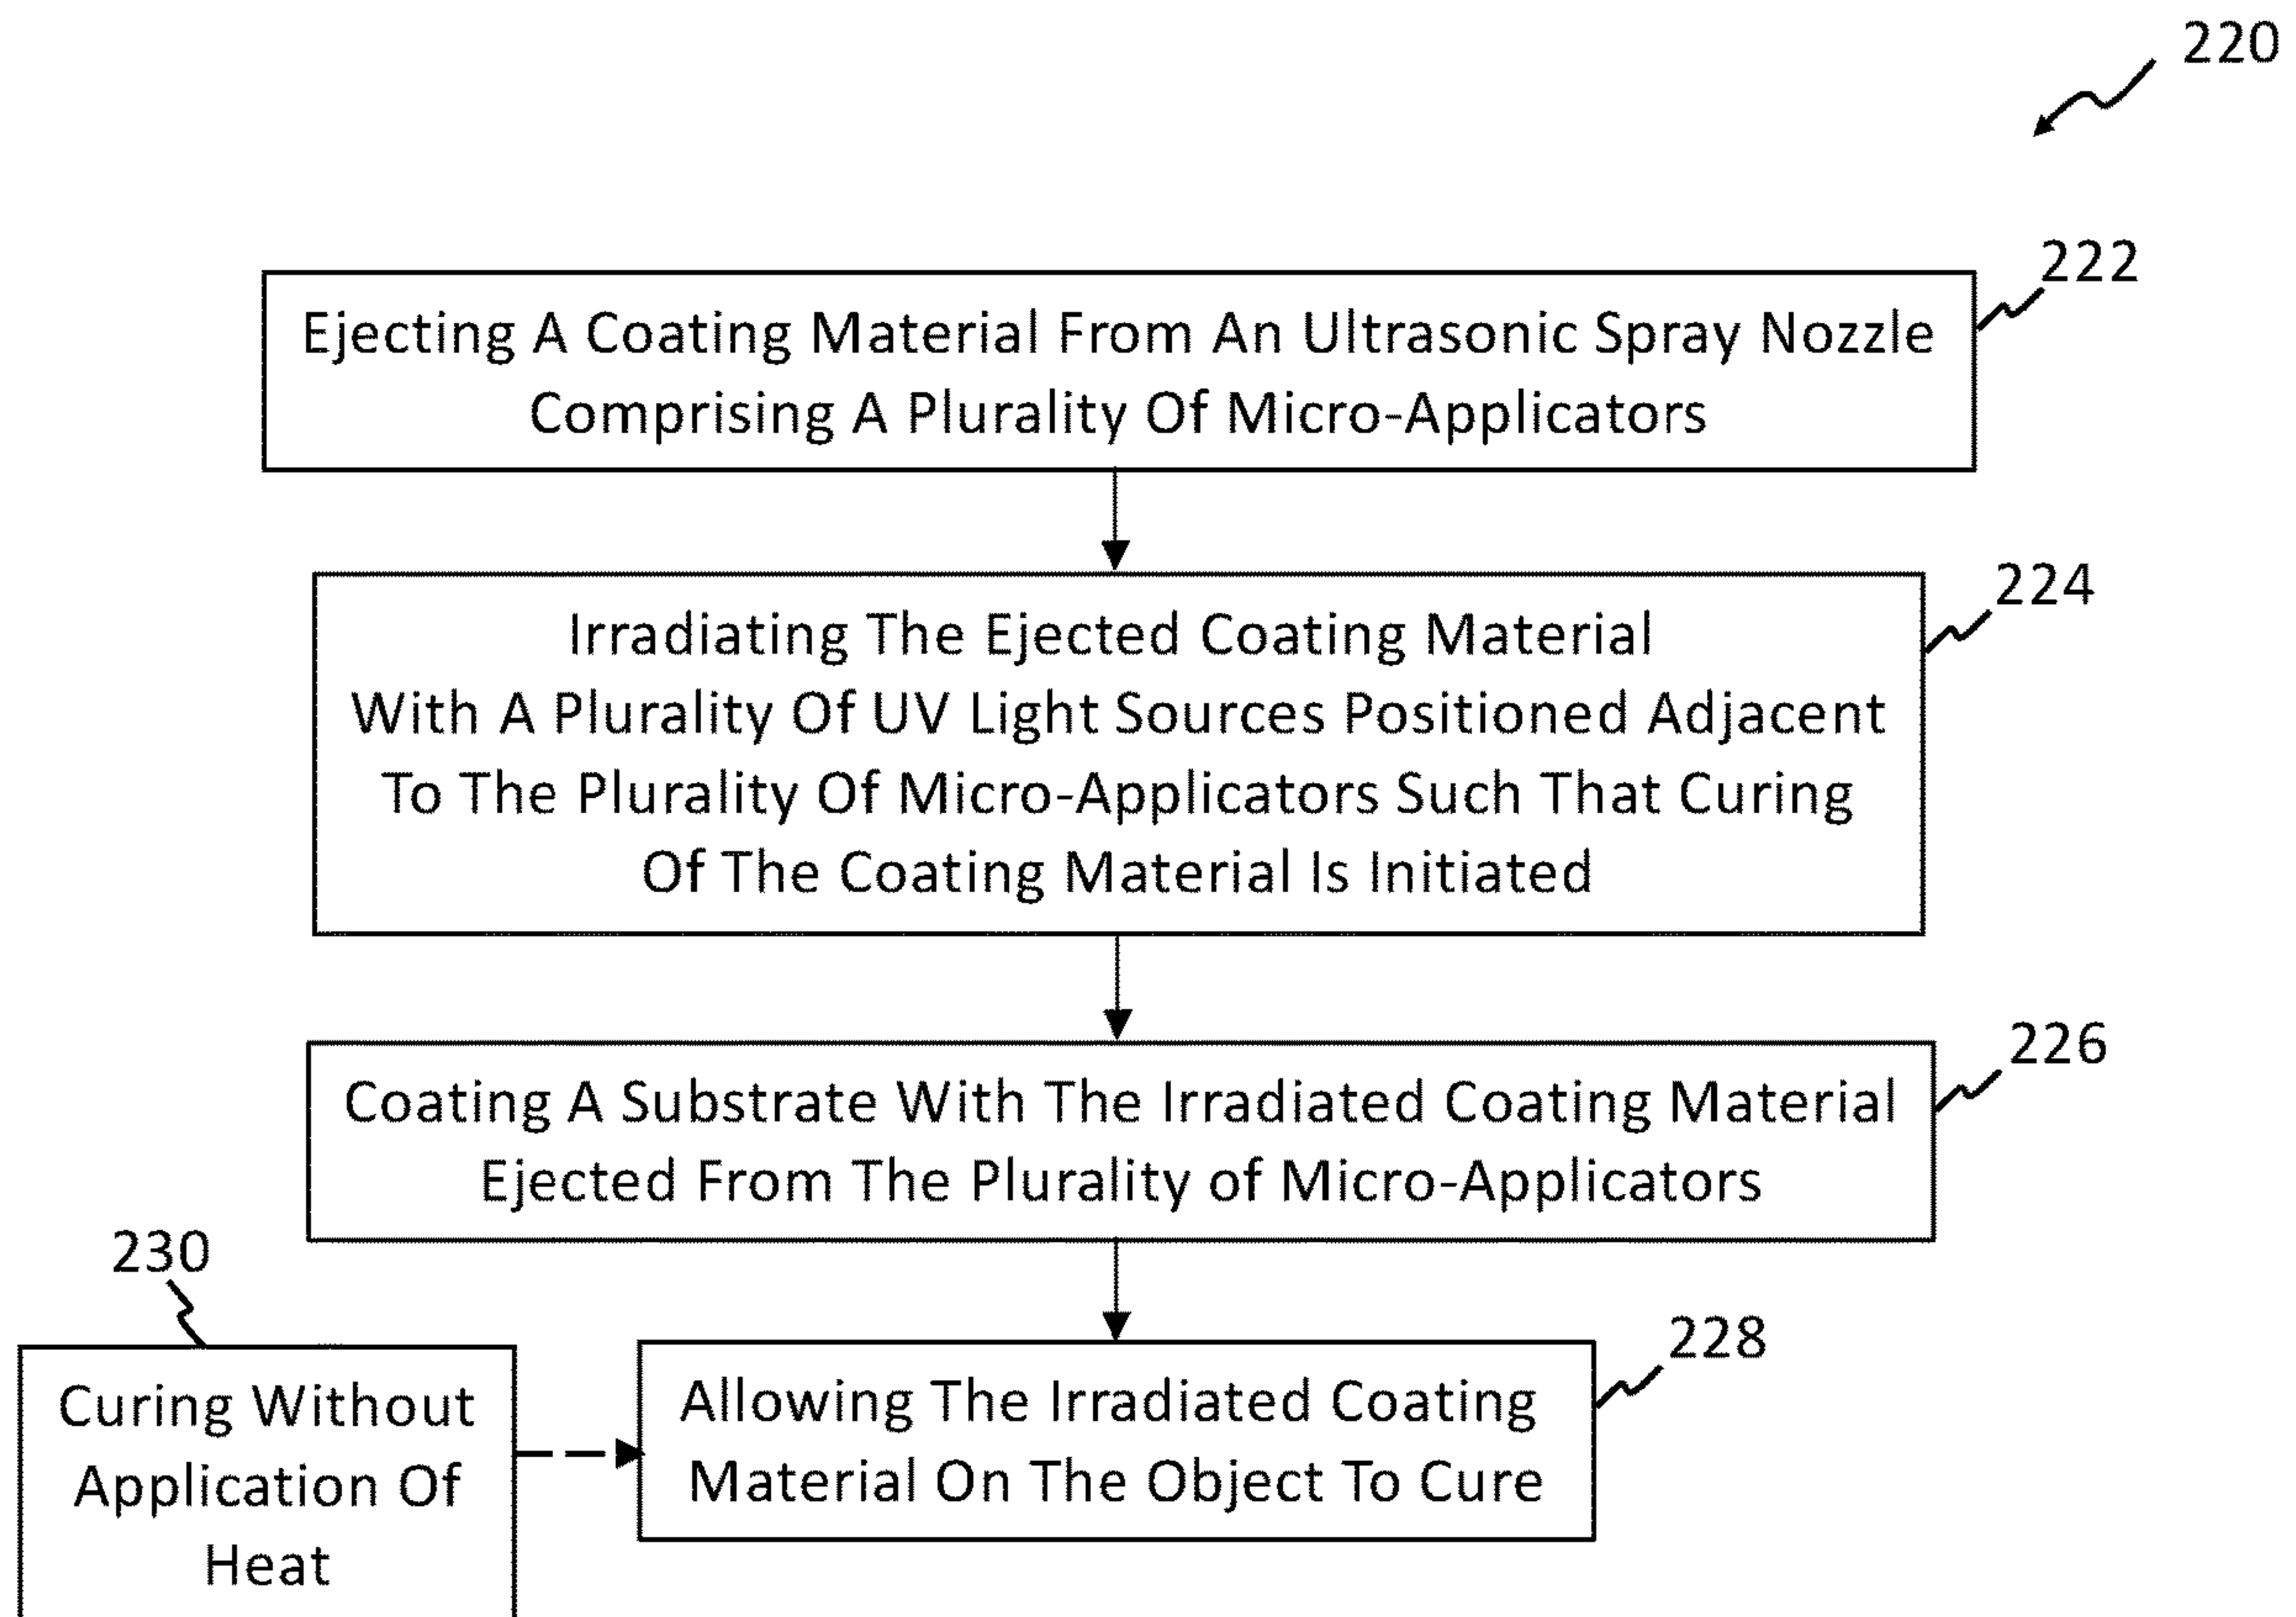 220
222
Ejecting A Coating Material From An Ultrasonic Spray Nozzle
Comprising A Plurality Of Micro-Applicators
224
Irradiating The Ejected Coating Material
With A Plurality Of UV Light Sources Positioned Adjacent
To The Plurality Of Micro-Applicators Such That Curing
Of The Coating Material Is Initiated
226
Coating A Substrate With The Irradiated Coating Material
Ejected From The Plurality of Micro-Applicators
230
Curing Without
Application Of
Heat
228
Allowing The Irradiated Coating
Material On The Object To Cure